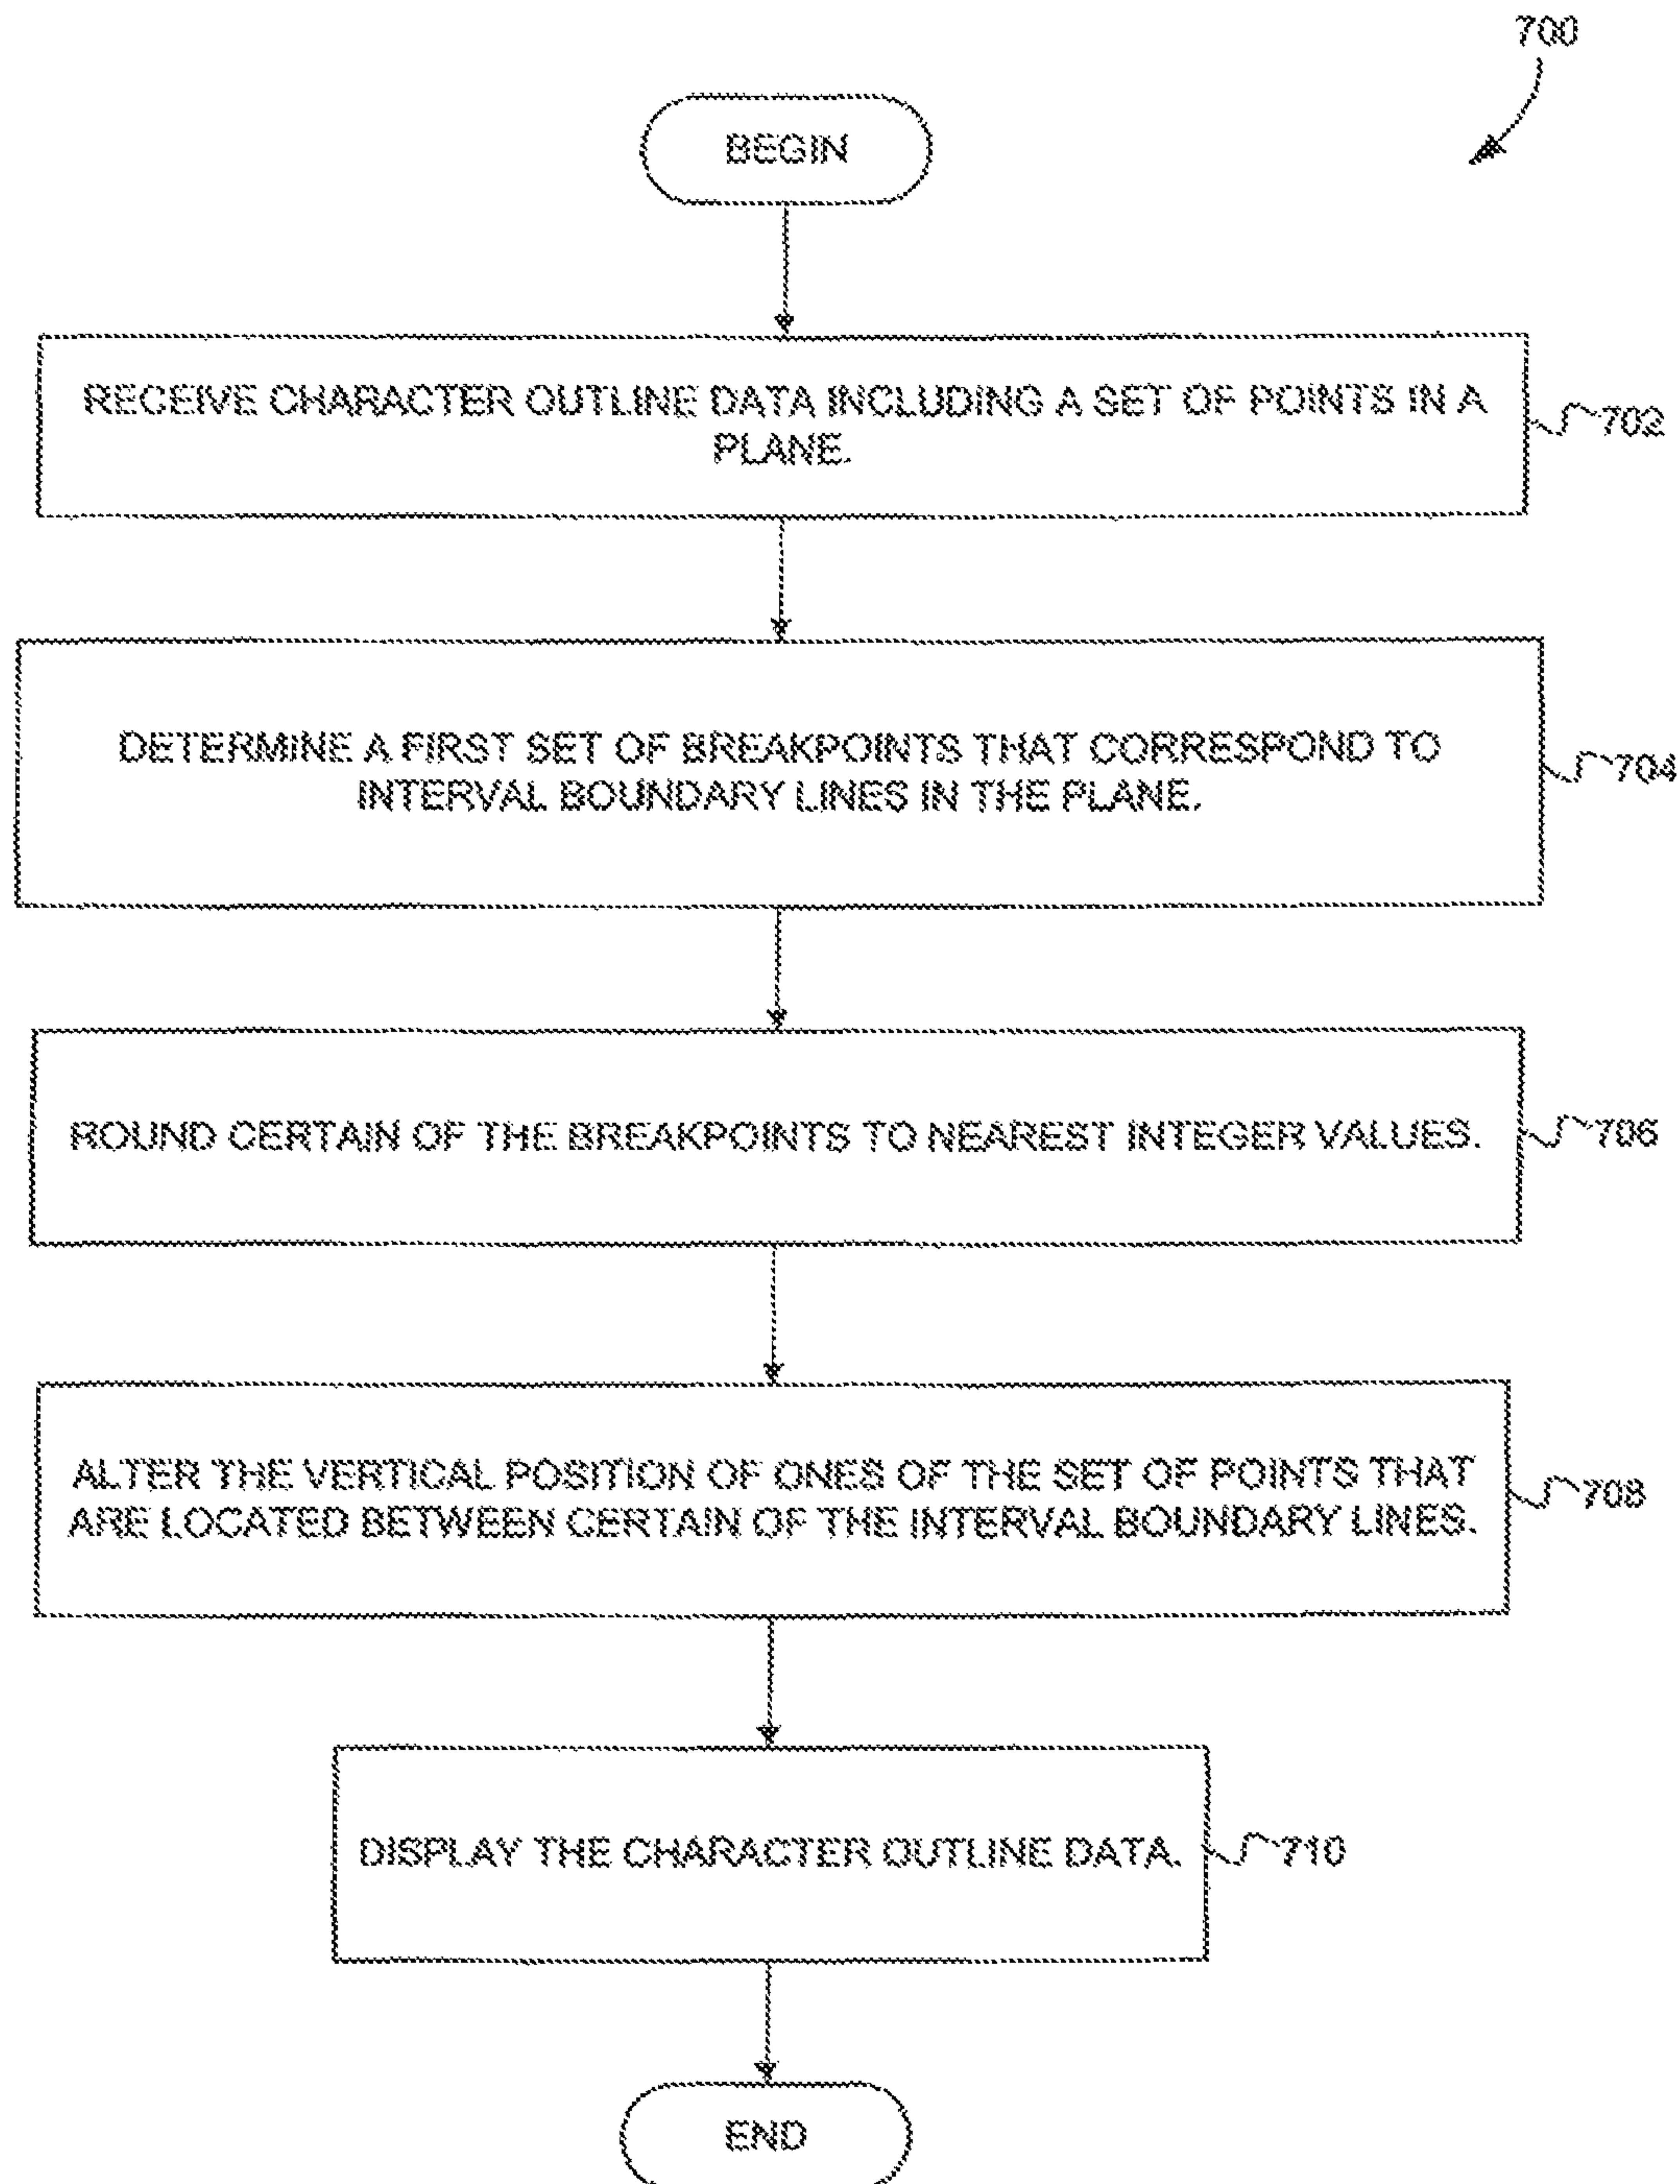 700
BEGIN
RECEIVE CHARACTER OUTLINE DATA INCLUDING A SET OF POINTS IN A
PLANE.
702
DETERMINE A FIRST SET OF BREAKPOINTS THAT CORRESPOND TO
INTERVAL BOUNDARY LINES IN THE PLANE.
704
ROUND CERTAIN OF THE BREAKPOINTS TO NEAREST INTEGER VALUES.
706
ALTER THE VERTICAL POSITION OF ONES OF THE SET OF POINTS THAT
ARE LOCATED BETWEEN CERTAIN OF THE INTERVAL BOUNDARY LINES.
708
DISPLAY THE CHARACTER OUTLINE DATA.
710
END